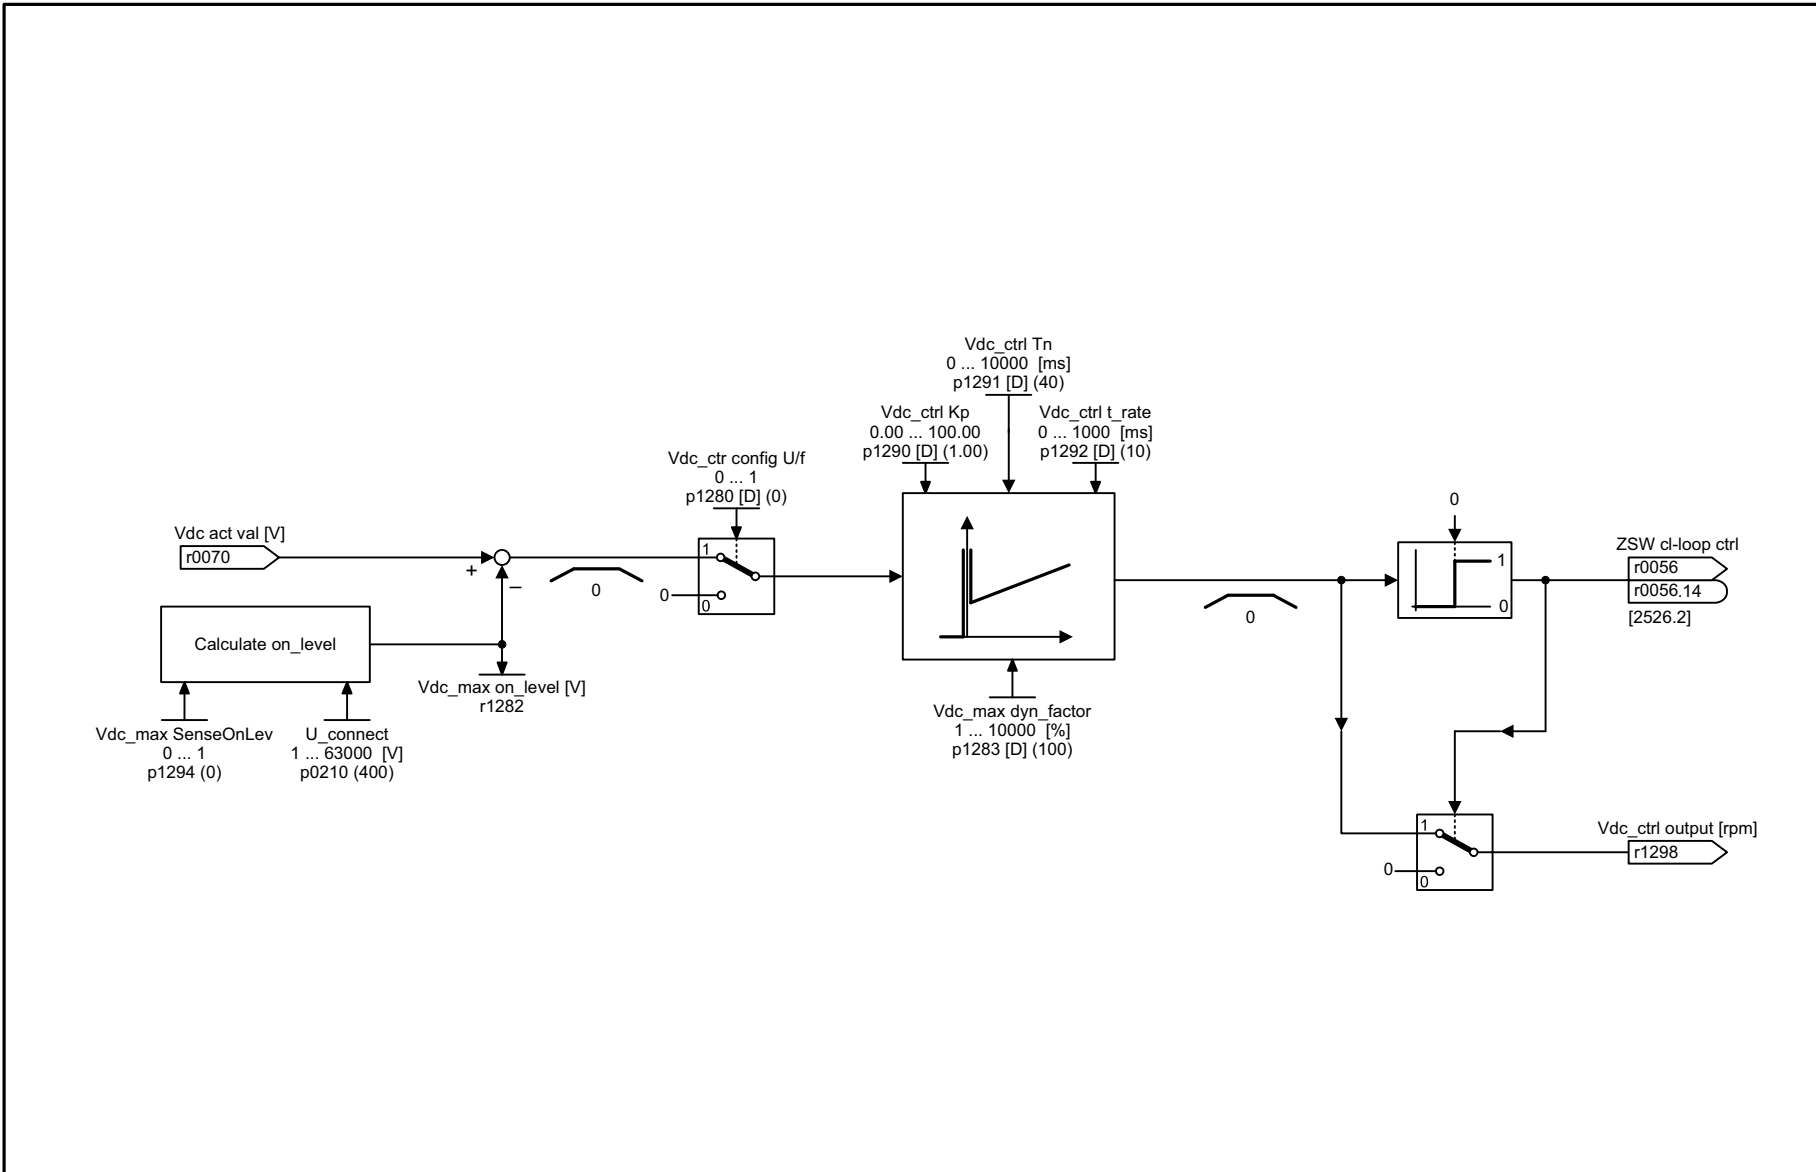 Vdc_ctrl Tn
0 ... 10000 [ms]
p1291 [D] (40)
Vdc_ctrl Kp
0.00 ... 100.00
p1290 [D] (1.00)
Vdc_ctrl t_rate
0 ... 1000 [ms]
p1292 [D] (10)
Vdc_ctr config U/f
0 ... 1
p1280 [D] (0)
Vdc act val [V]
r0070
+
–
0
1
0
0
Calculate on_level
Vdc_max on_level [V]
r1282
Vdc_max SenseOnLev
0 ... 1
p1294 (0)
U_connect
1 ... 63000 [V]
p0210 (400)
Vdc_max dyn_factor
1 ... 10000 [%]
p1283 [D] (100)
0
0
1
0
ZSW cl-loop ctrl
r0056
r0056.14
[2526.2]
1
0
0
Vdc_ctrl output [rpm]
r1298